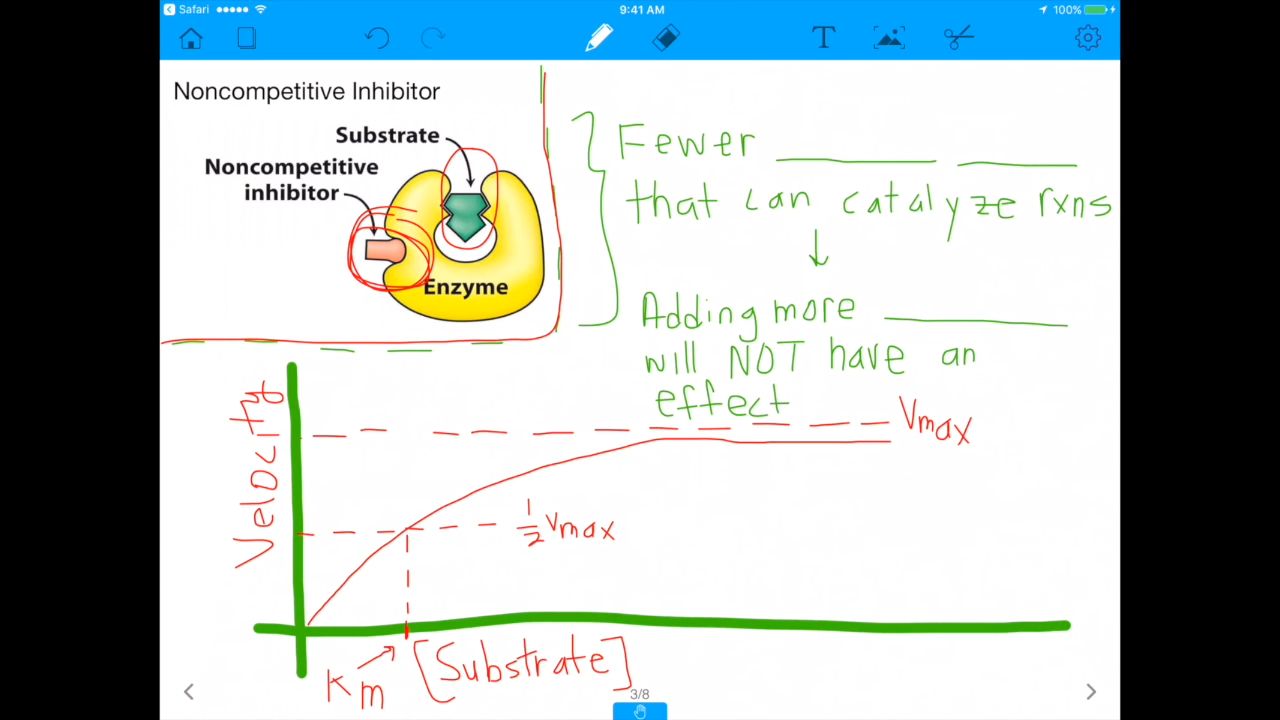 Safari
9:41 AM
100%
T
Noncompetitive Inhibitor
Substrate
Noncompetitive
inhibitor
Enzyme
Fewer
that can catalyze rxns
Adding more
will NOT have an
effect
Vmax
Velocity
1/2 Vmax
Km
[Substrate]
3/8